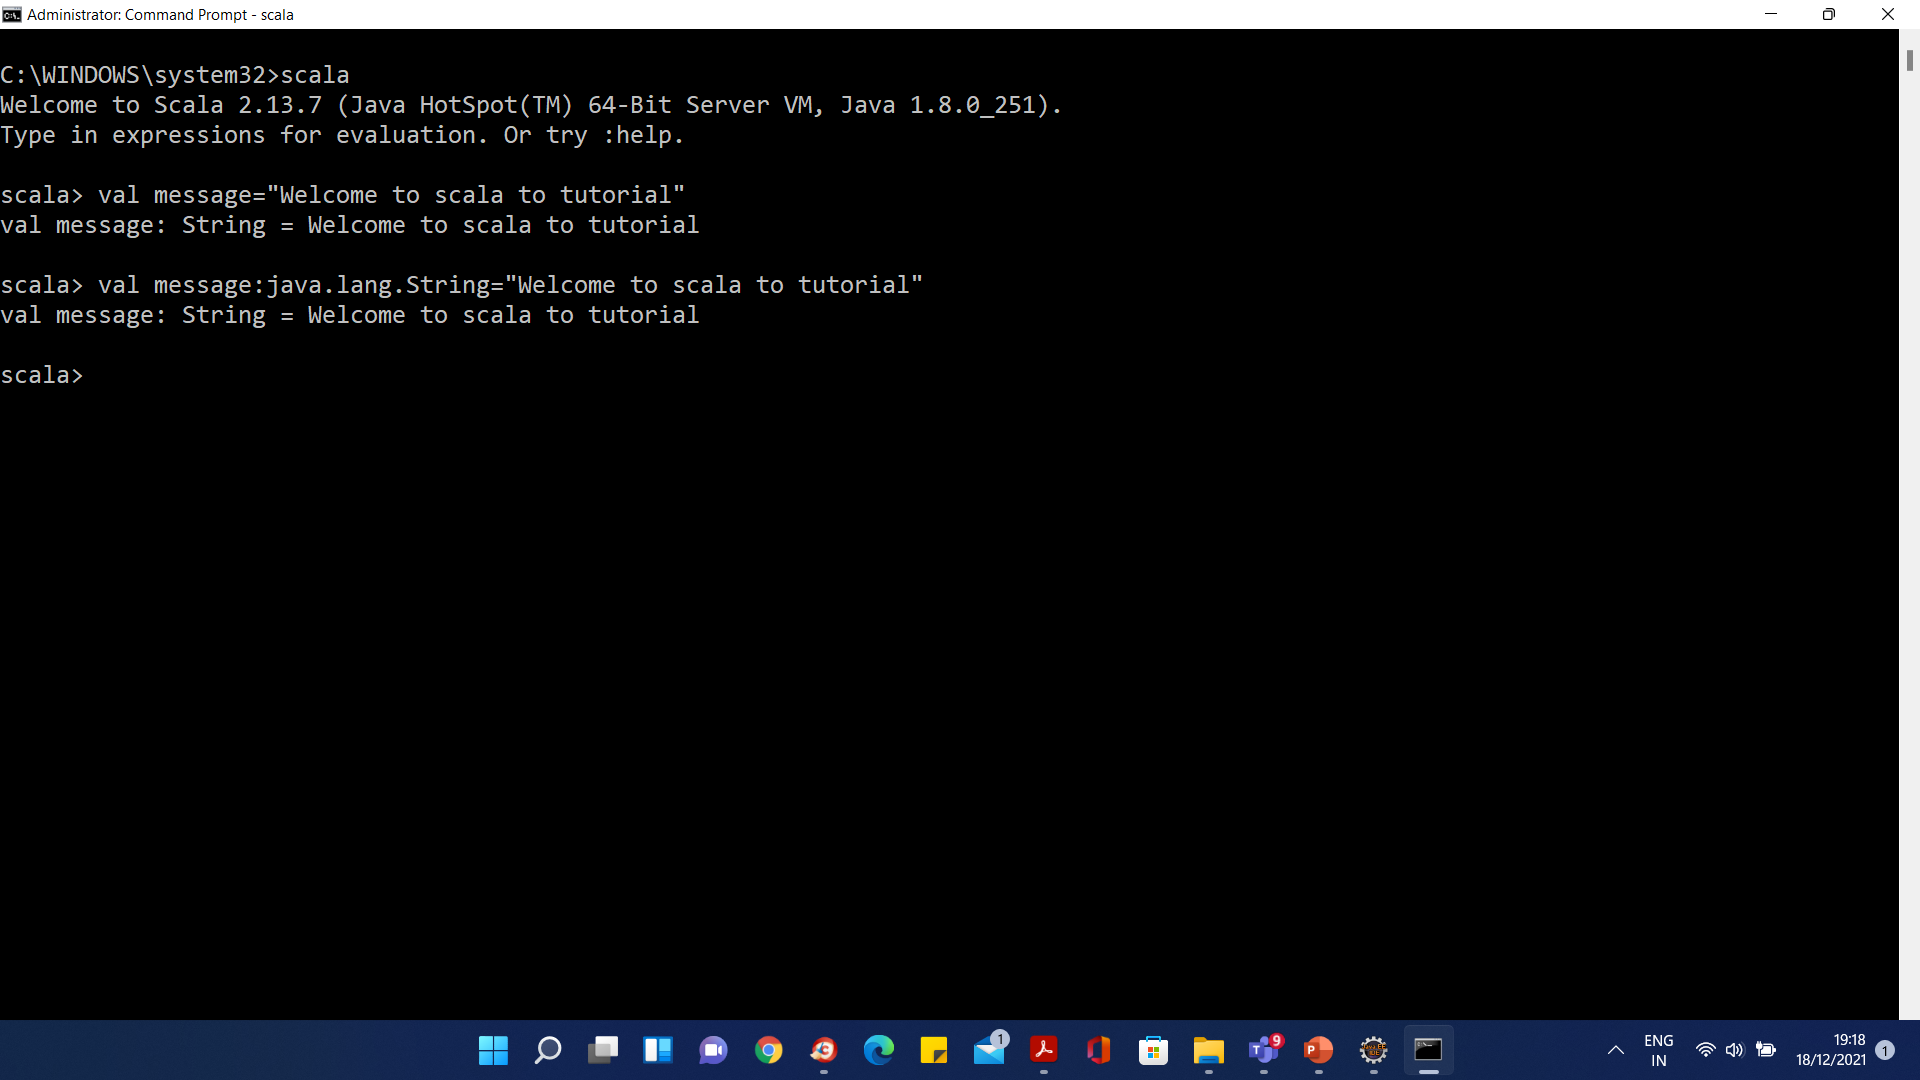 Administrator: Command Prompt - scala
C:\WINDOWS\system32>scala
Welcome to Scala 2.13.7 (Java HotSpot(TM) 64-Bit Server VM, Java 1.8.0_251).
Type in expressions for evaluation. Or try :help.
scala> val message="Welcome to scala to tutorial"
val message: String = Welcome to scala to tutorial
scala> val message:java.lang.String="Welcome to scala to tutorial"
val message: String = Welcome to scala to tutorial
scala>
1
9
ENG
IN
19:18
18/12/2021
1